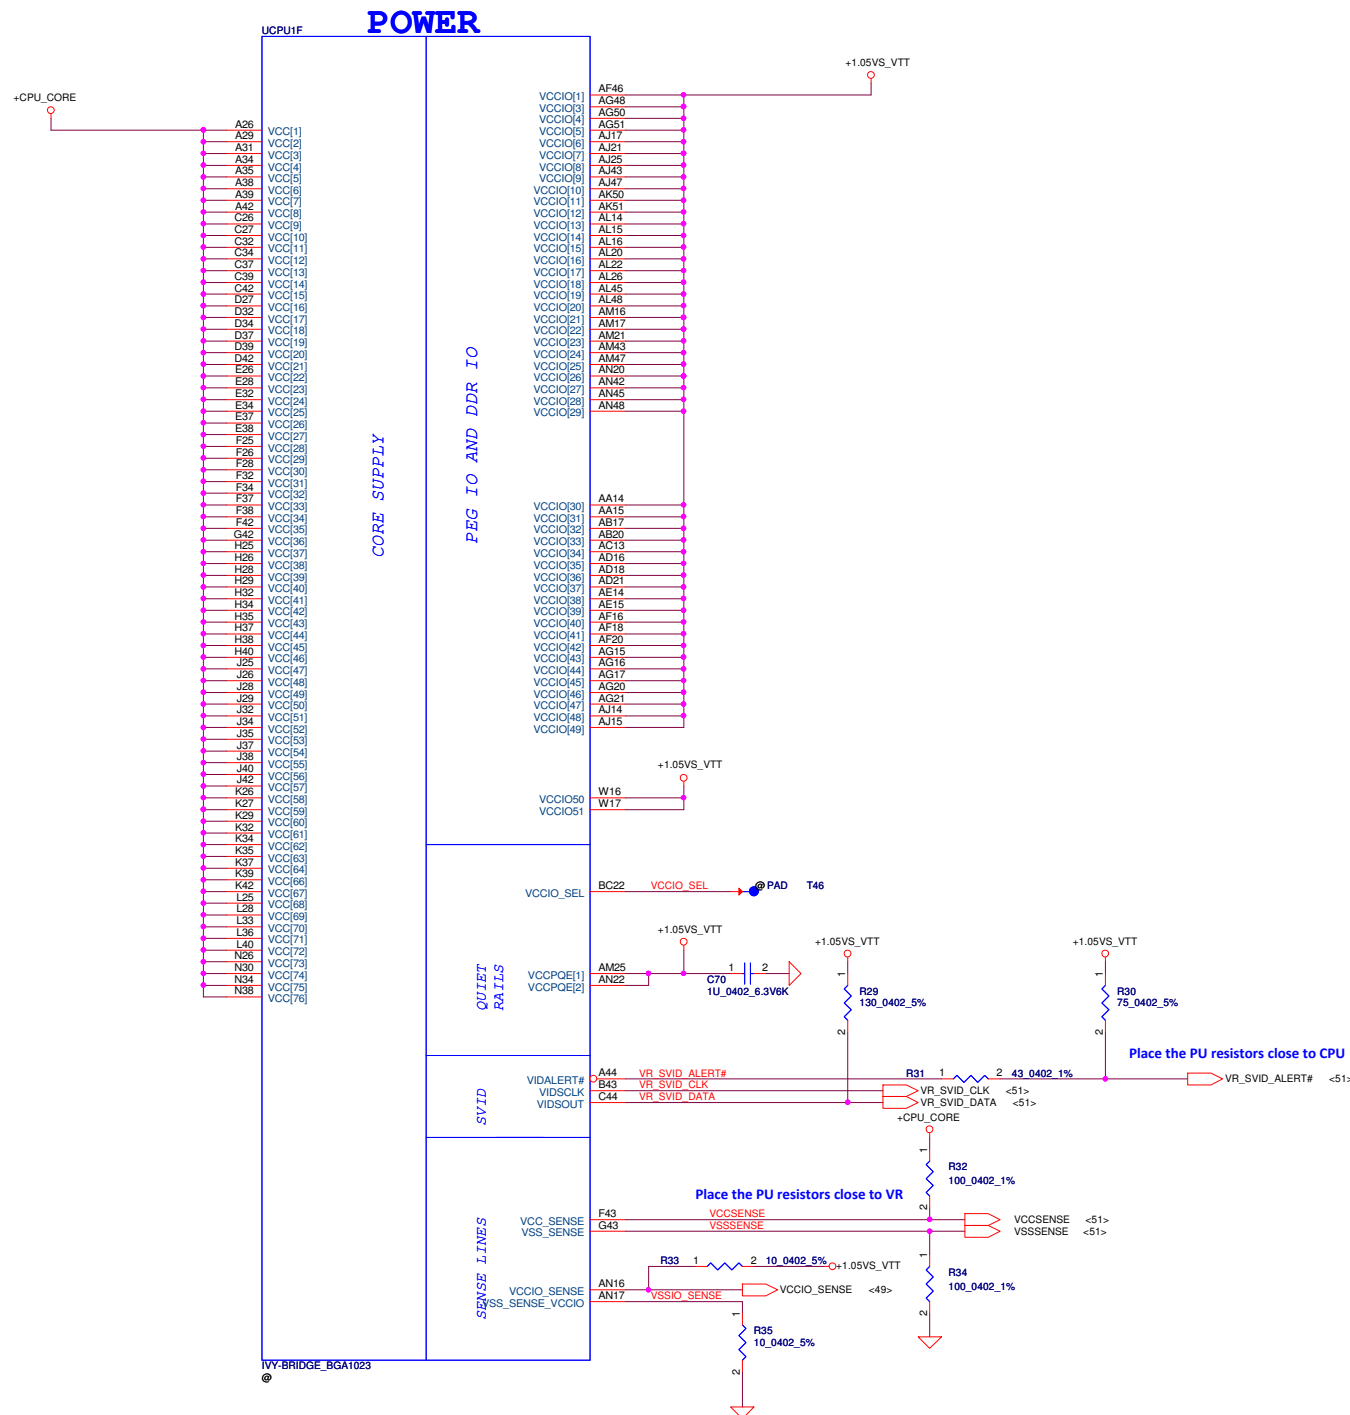 POWER
UCPU1F
+CPU_CORE
A26 VCC[1]
A29 VCC[2]
A31 VCC[3]
A34 VCC[4]
A35 VCC[5]
A38 VCC[6]
A39 VCC[7]
A42 VCC[8]
C26 VCC[9]
C27 VCC[10]
C32 VCC[11]
C34 VCC[12]
C37 VCC[13]
C39 VCC[14]
C42 VCC[15]
D27 VCC[16]
D32 VCC[17]
D34 VCC[18]
D37 VCC[19]
D39 VCC[20]
D42 VCC[21]
E26 VCC[22]
E28 VCC[23]
E32 VCC[24]
E34 VCC[25]
E37 VCC[26]
E38 VCC[27]
F25 VCC[28]
F26 VCC[29]
F28 VCC[30]
F32 VCC[31]
F34 VCC[32]
F37 VCC[33]
F38 VCC[34]
F42 VCC[35]
G42 VCC[36]
H25 VCC[37]
H26 VCC[38]
H28 VCC[39]
H29 VCC[40]
H32 VCC[41]
H34 VCC[42]
H35 VCC[43]
H37 VCC[44]
H38 VCC[45]
H40 VCC[46]
J25 VCC[47]
J26 VCC[48]
J28 VCC[49]
J29 VCC[50]
J32 VCC[51]
J34 VCC[52]
J35 VCC[53]
J37 VCC[54]
J38 VCC[55]
J40 VCC[56]
J42 VCC[57]
K26 VCC[58]
K27 VCC[59]
K29 VCC[60]
K32 VCC[61]
K34 VCC[62]
K35 VCC[63]
K37 VCC[64]
K39 VCC[66]
K42 VCC[67]
L25 VCC[68]
L28 VCC[69]
L33 VCC[70]
L36 VCC[71]
L40 VCC[72]
N26 VCC[73]
N30 VCC[74]
N34 VCC[75]
N38 VCC[76]
CORE SUPPLY
PEG IO AND DDR IO
+1.05VS_VTT
VCCIO[1] AF46
VCCIO[3] AG48
VCCIO[4] AG50
VCCIO[5] AG51
VCCIO[6] AJ17
VCCIO[7] AJ21
VCCIO[8] AJ25
VCCIO[9] AJ43
VCCIO[10] AJ47
VCCIO[11] AK50
VCCIO[12] AK51
VCCIO[13] AL14
VCCIO[14] AL15
VCCIO[15] AL16
VCCIO[16] AL20
VCCIO[17] AL22
VCCIO[18] AL26
VCCIO[19] AL45
VCCIO[20] AL48
VCCIO[21] AM16
VCCIO[22] AM17
VCCIO[23] AM21
VCCIO[24] AM43
VCCIO[25] AM47
VCCIO[26] AN20
VCCIO[27] AN42
VCCIO[28] AN45
VCCIO[29] AN48
VCCIO[30] AA14
VCCIO[31] AA15
VCCIO[32] AB17
VCCIO[33] AB20
VCCIO[34] AC13
VCCIO[35] AD16
VCCIO[36] AD18
VCCIO[37] AD21
VCCIO[38] AE14
VCCIO[39] AE15
VCCIO[40] AF16
VCCIO[41] AF18
VCCIO[42] AF20
VCCIO[43] AG15
VCCIO[44] AG16
VCCIO[45] AG17
VCCIO[46] AG20
VCCIO[47] AG21
VCCIO[48] AJ14
VCCIO[49] AJ15
+1.05VS_VTT
VCCIO50 W16
VCCIO51 W17
VCCIO_SEL BC22 VCCIO_SEL @ PAD T46
QUIET
RAILS
+1.05VS_VTT
VCCPQE[1] AM25
VCCPQE[2] AN22
1 2
C70
1U_0402_6.3V6K
+1.05VS_VTT
1
R29
130_0402_5%
2
+1.05VS_VTT
1
R30
75_0402_5%
2
Place the PU resistors close to CPU
SVID
VIDALERT# A44 VR_SVID_ALERT# R31 1 2 43_0402_1% VR_SVID_ALERT# <51>
VIDSCLK B43 VR_SVID_CLK VR_SVID_CLK <51>
VIDSOUT C44 VR_SVID_DATA VR_SVID_DATA <51>
+CPU_CORE
1
R32
100_0402_1%
2
Place the PU resistors close to VR
SENSE LINES
VCC_SENSE F43 VCCSENSE VCCSENSE <51>
VSS_SENSE G43 VSSSENSE VSSSENSE <51>
1
R34
100_0402_1%
2
R33 1 2 10_0402_5% +1.05VS_VTT
VCCIO_SENSE AN16 VCCIO_SENSE <49>
VSS_SENSE_VCCIO AN17 VSSIO_SENSE
1
R35
10_0402_5%
2
IVY-BRIDGE_BGA1023
@